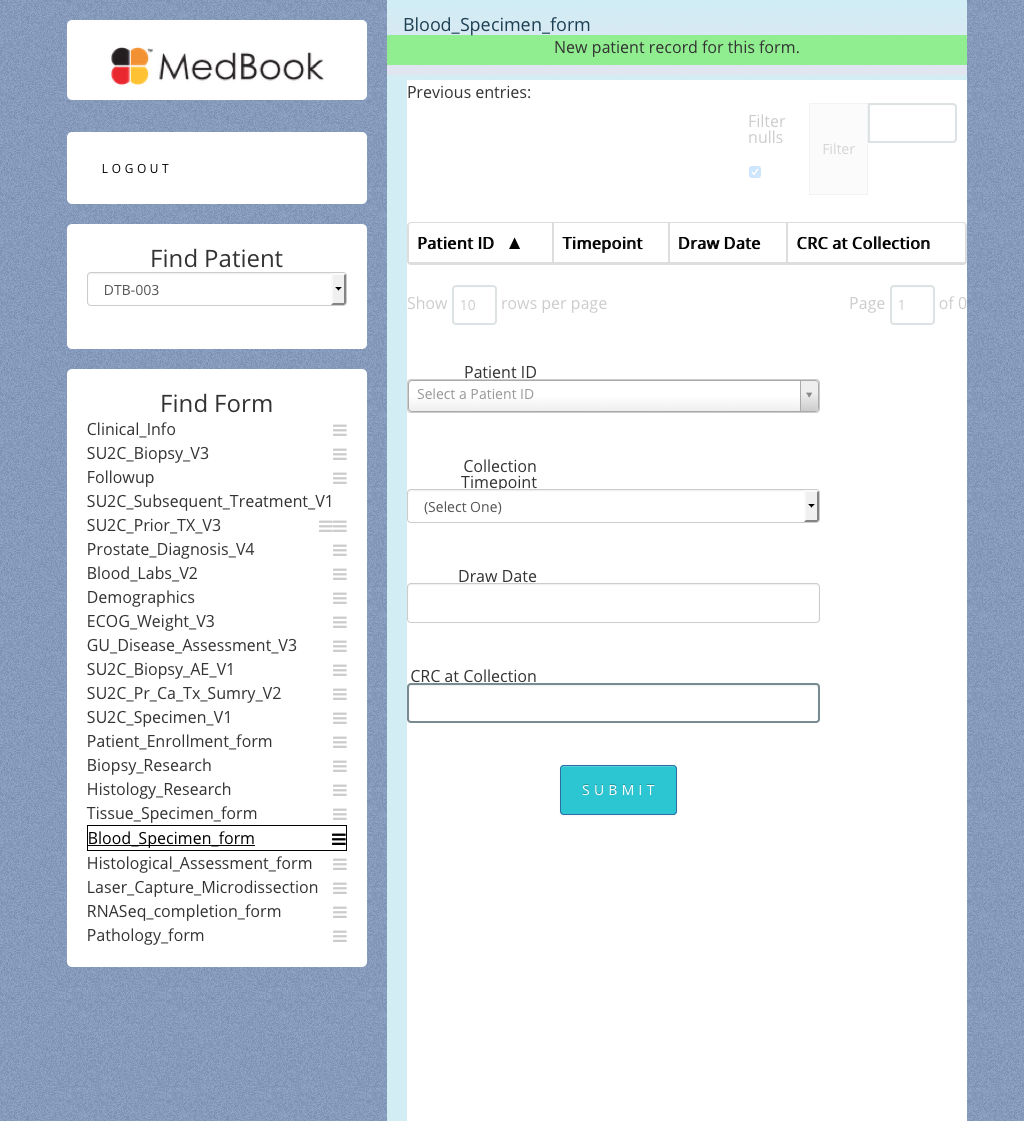 MedBook™
LOGOUT
Find Patient
DTB-003
Find Form
Clinical_Info
SU2C_Biopsy_V3
Followup
SU2C_Subsequent_Treatment_V1
SU2C_Prior_TX_V3
Prostate_Diagnosis_V4
Blood_Labs_V2
Demographics
ECOG_Weight_V3
GU_Disease_Assessment_V3
SU2C_Biopsy_AE_V1
SU2C_Pr_Ca_Tx_Sumry_V2
SU2C_Specimen_V1
Patient_Enrollment_form
Biopsy_Research
Histology_Research
Tissue_Specimen_form
Blood_Specimen_form
Histological_Assessment_form
Laser_Capture_Microdissection
RNASeq_completion_form
Pathology_form
Blood_Specimen_form
New patient record for this form.
Previous entries:
Filter
nulls
Filter
Patient ID ▲ Timepoint Draw Date CRC at Collection
Show 10 rows per page Page 1 of 0
Patient ID
Select a Patient ID
Collection
Timepoint
(Select One)
Draw Date
CRC at Collection
SUBMIT